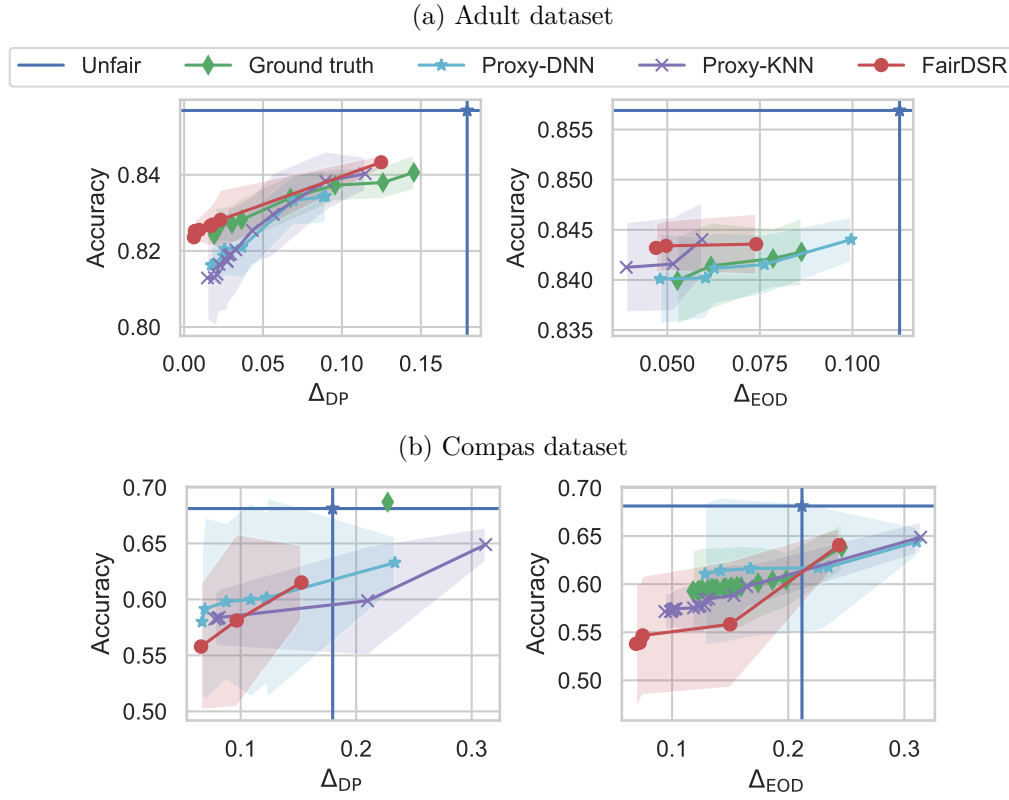 (a) Adult dataset
Unfair Ground truth Proxy-DNN Proxy-KNN FairDSR
Accuracy
0.84
0.82
0.80
0.00 0.05 0.10 0.15
Δ_DP
Accuracy
0.855
0.850
0.845
0.840
0.835
0.050 0.075 0.100
Δ_EOD
(b) Compas dataset
Accuracy
0.70
0.65
0.60
0.55
0.50
0.1 0.2 0.3
Δ_DP
Accuracy
0.70
0.65
0.60
0.55
0.50
0.1 0.2 0.3
Δ_EOD